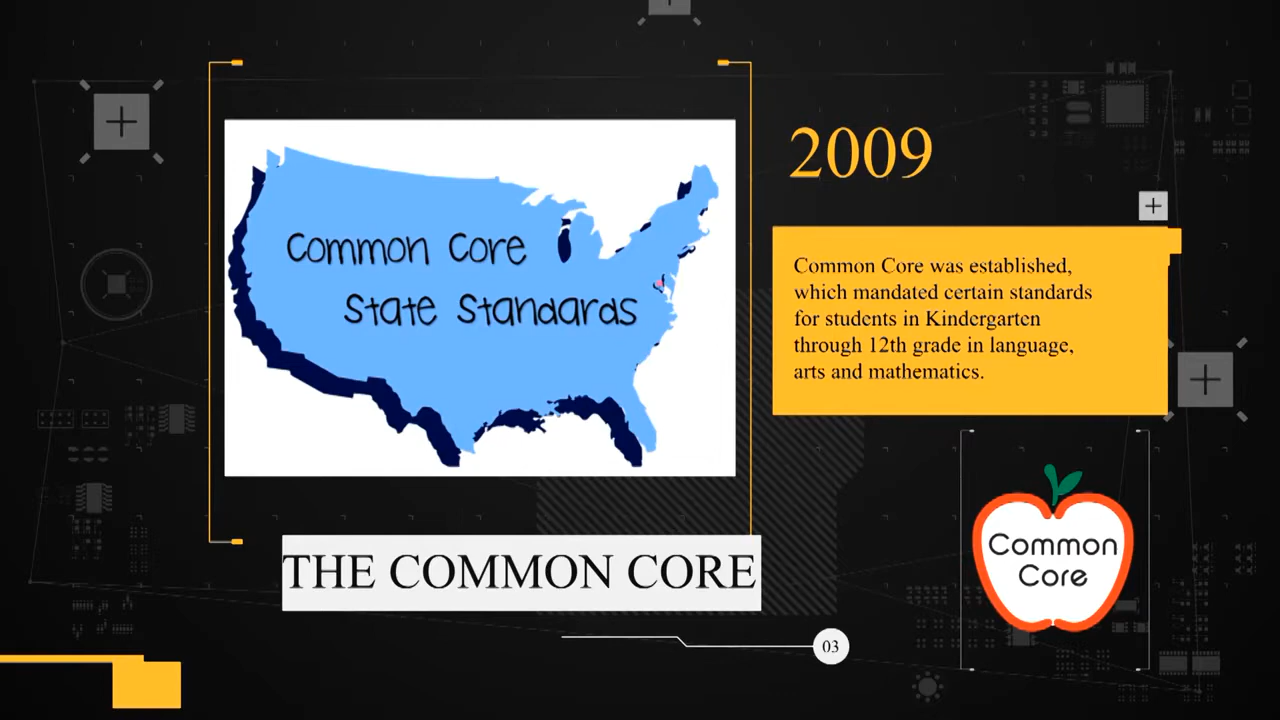 Common Core
State Standards
2009
Common Core was established,
which mandated certain standards
for students in Kindergarten
through 12th grade in language,
arts and mathematics.
THE COMMON CORE
03
Common
Core